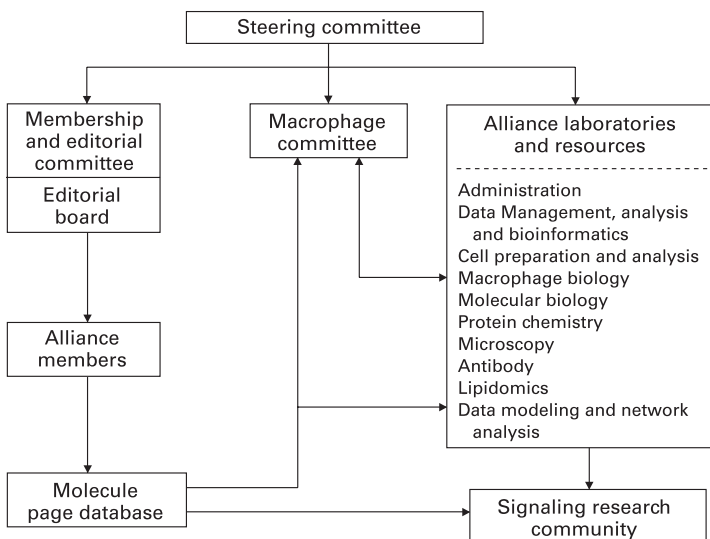 Steering committee
Membership
and editorial
committee
Editorial
board
Macrophage
committee
Alliance laboratories
and resources
Administration
Data Management, analysis
and bioinformatics
Cell preparation and analysis
Macrophage biology
Molecular biology
Protein chemistry
Microscopy
Antibody
Lipidomics
Data modeling and network
analysis
Alliance
members
Molecule
page database
Signaling research
community